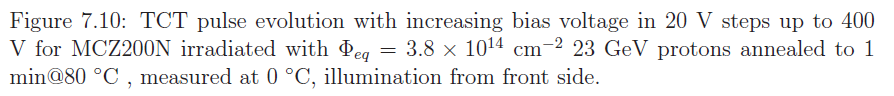 Figure 7.10: TCT pulse evolution with increasing bias voltage in 20 V steps up to 400
V for MCZ200N irradiated with Φeq = 3.8 × 10¹⁴ cm⁻² 23 GeV protons annealed to 1
min@80 °C , measured at 0 °C, illumination from front side.